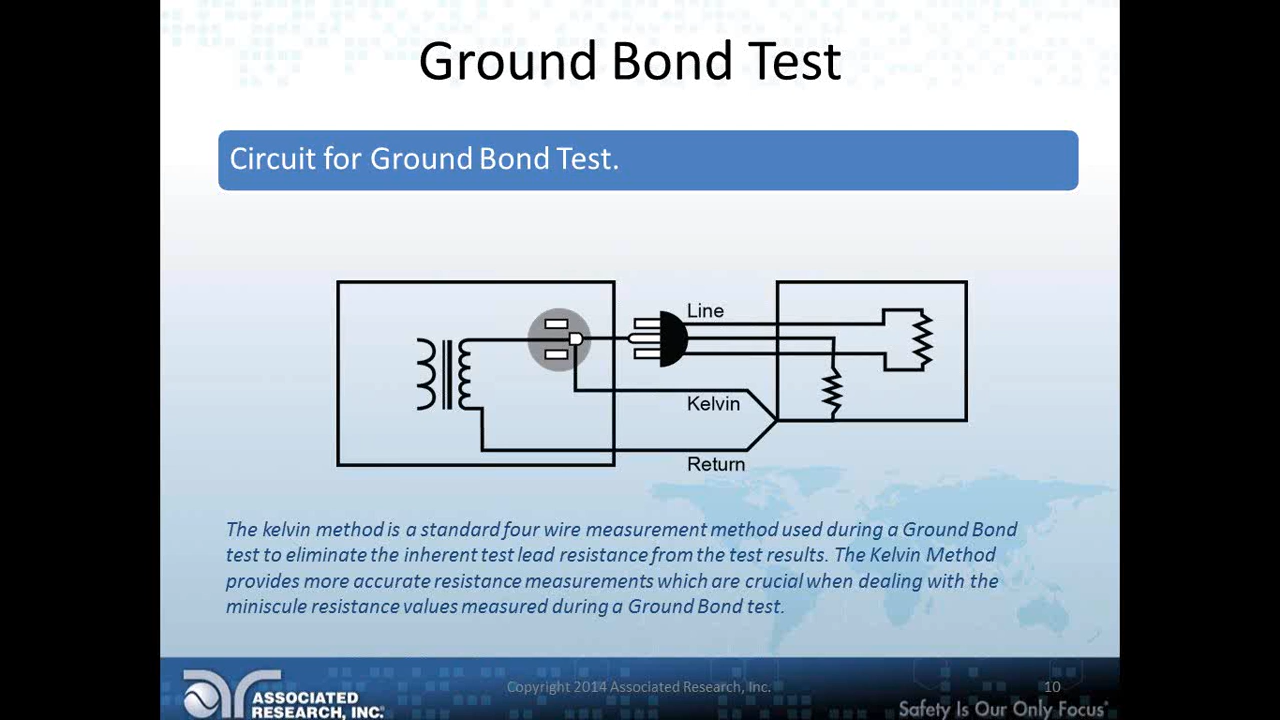 Ground Bond Test
Circuit for Ground Bond Test.
Line
Kelvin
Return
The kelvin method is a standard four wire measurement method used during a Ground Bond
test to eliminate the inherent test lead resistance from the test results. The Kelvin Method
provides more accurate resistance measurements which are crucial when dealing with the
miniscule resistance values measured during a Ground Bond test.
ASSOCIATED
RESEARCH, INC.
Copyright 2014 Associated Research, Inc.
10
Safety Is Our Only Focus